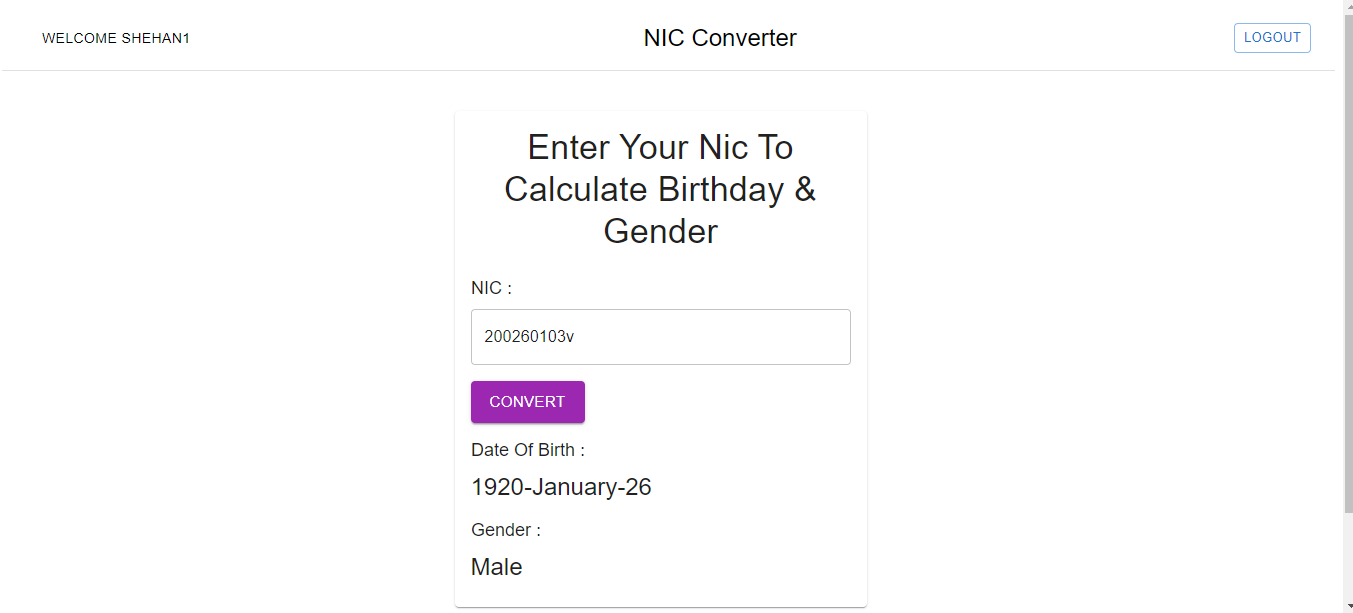 WELCOME SHEHAN1
NIC Converter
LOGOUT
Enter Your Nic To
Calculate Birthday &
Gender
NIC :
200260103v
CONVERT
Date Of Birth :
1920-January-26
Gender :
Male